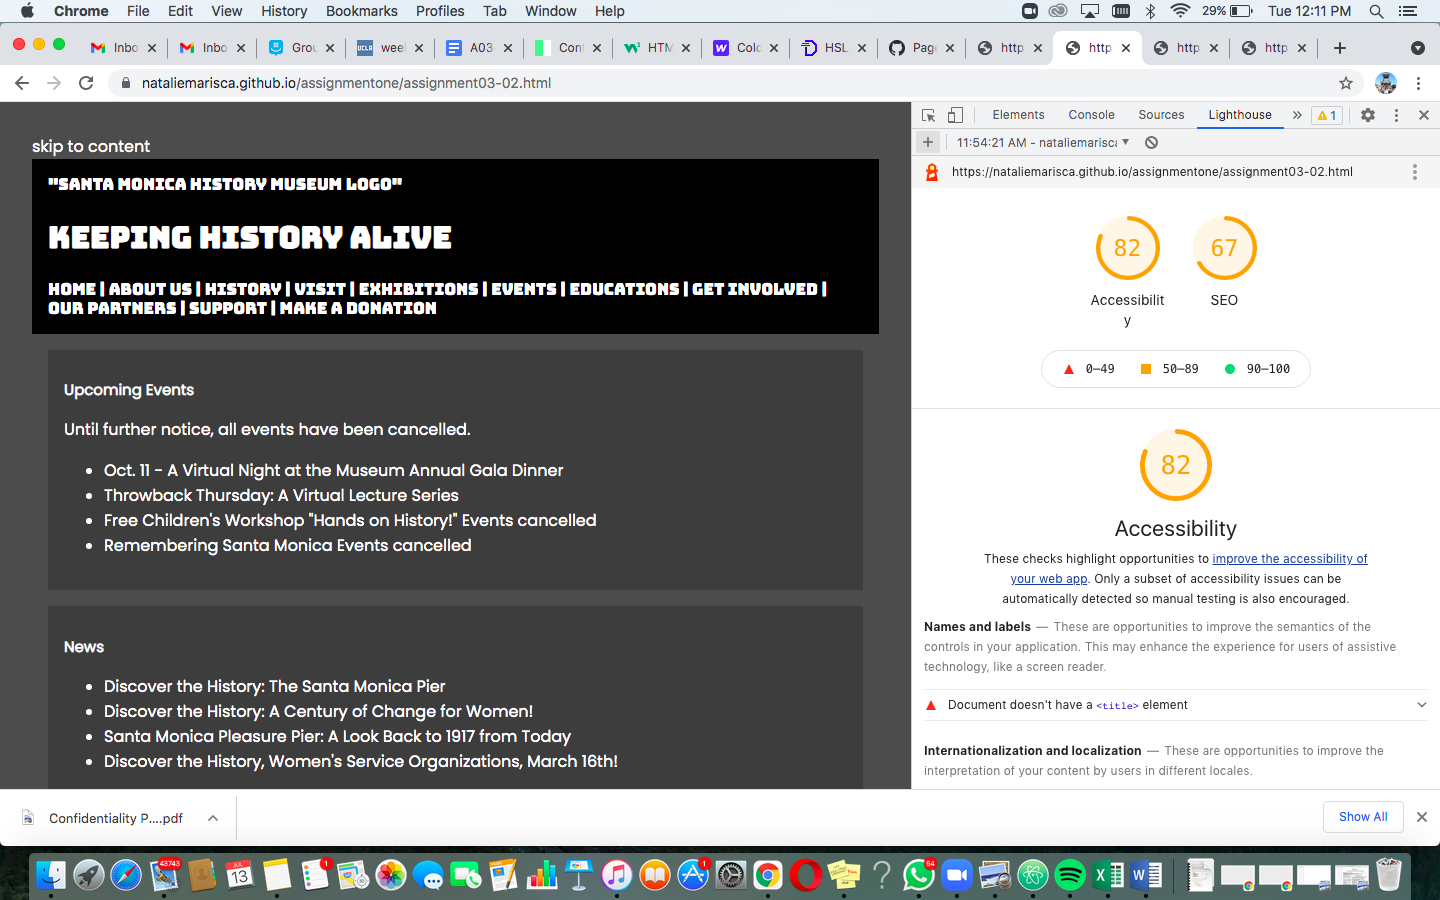 Chrome File Edit View History Bookmarks Profiles Tab Window Help 29% Tue 12:11 PM
Inbo Inbo Grou UCLA wee A03 Con HTM Colo HSL Page http http http http
nataliemarisca.github.io/assignmentone/assignment03-02.html
Elements Console Sources Lighthouse 1
11:54:21 AM - nataliemarisca
https://nataliemarisca.github.io/assignmentone/assignment03-02.html
skip to content
"SANTA MONICA HISTORY MUSEUM LOGO"
KEEPING HISTORY ALIVE
HOME | ABOUT US | HISTORY | VISIT | EXHIBITIONS | EVENTS | EDUCATIONS | GET INVOLVED |
OUR PARTNERS | SUPPORT | MAKE A DONATION
Upcoming Events
Until further notice, all events have been cancelled.
• Oct. 11 - A Virtual Night at the Museum Annual Gala Dinner
• Throwback Thursday: A Virtual Lecture Series
• Free Children's Workshop "Hands on History!" Events cancelled
• Remembering Santa Monica Events cancelled
News
• Discover the History: The Santa Monica Pier
• Discover the History: A Century of Change for Women!
• Santa Monica Pleasure Pier: A Look Back to 1917 from Today
• Discover the History, Women's Service Organizations, March 16th!
82 67
Accessibilit SEO
y
0–49 50–89 90–100
82
Accessibility
These checks highlight opportunities to improve the accessibility of
your web app. Only a subset of accessibility issues can be
automatically detected so manual testing is also encouraged.
Names and labels — These are opportunities to improve the semantics of the
controls in your application. This may enhance the experience for users of assistive
technology, like a screen reader.
Document doesn't have a <title> element
Internationalization and localization — These are opportunities to improve the
interpretation of your content by users in different locales.
Confidentiality P....pdf Show All
43743 JUL 13 1 1 64